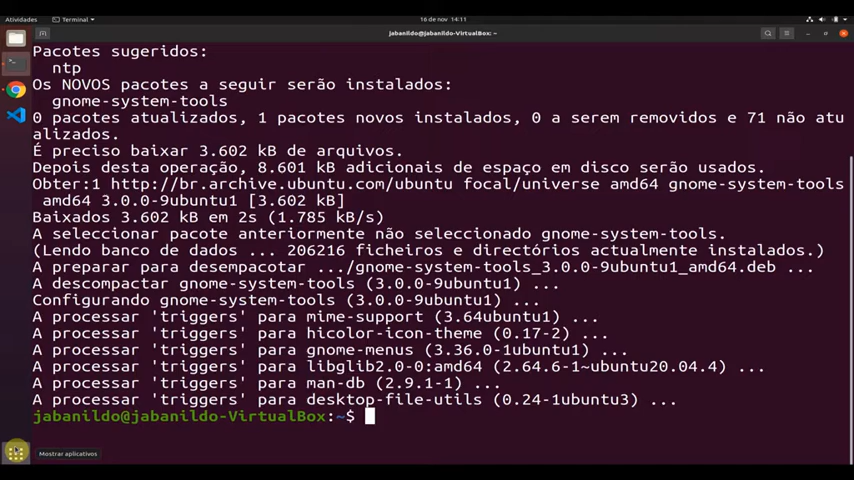 Atividades
Terminal
16 de nov 14:11
jabanildo@jabanildo-VirtualBox: ~
Pacotes sugeridos:
ntp
Os NOVOS pacotes a seguir serão instalados:
gnome-system-tools
0 pacotes atualizados, 1 pacotes novos instalados, 0 a serem removidos e 71 não atu
alizados.
É preciso baixar 3.602 kB de arquivos.
Depois desta operação, 8.601 kB adicionais de espaço em disco serão usados.
Obter:1 http://br.archive.ubuntu.com/ubuntu focal/universe amd64 gnome-system-tools
amd64 3.0.0-9ubuntu1 [3.602 kB]
Baixados 3.602 kB em 2s (1.785 kB/s)
A seleccionar pacote anteriormente não seleccionado gnome-system-tools.
(Lendo banco de dados ... 206216 ficheiros e directórios actualmente instalados.)
A preparar para desempacotar .../gnome-system-tools_3.0.0-9ubuntu1_amd64.deb ...
A descompactar gnome-system-tools (3.0.0-9ubuntu1) ...
Configurando gnome-system-tools (3.0.0-9ubuntu1) ...
A processar 'triggers' para mime-support (3.64ubuntu1) ...
A processar 'triggers' para hicolor-icon-theme (0.17-2) ...
A processar 'triggers' para gnome-menus (3.36.0-1ubuntu1) ...
A processar 'triggers' para libglib2.0-0:amd64 (2.64.6-1~ubuntu20.04.4) ...
A processar 'triggers' para man-db (2.9.1-1) ...
A processar 'triggers' para desktop-file-utils (0.24-1ubuntu3) ...
jabanildo@jabanildo-VirtualBox:~$
Mostrar aplicativos